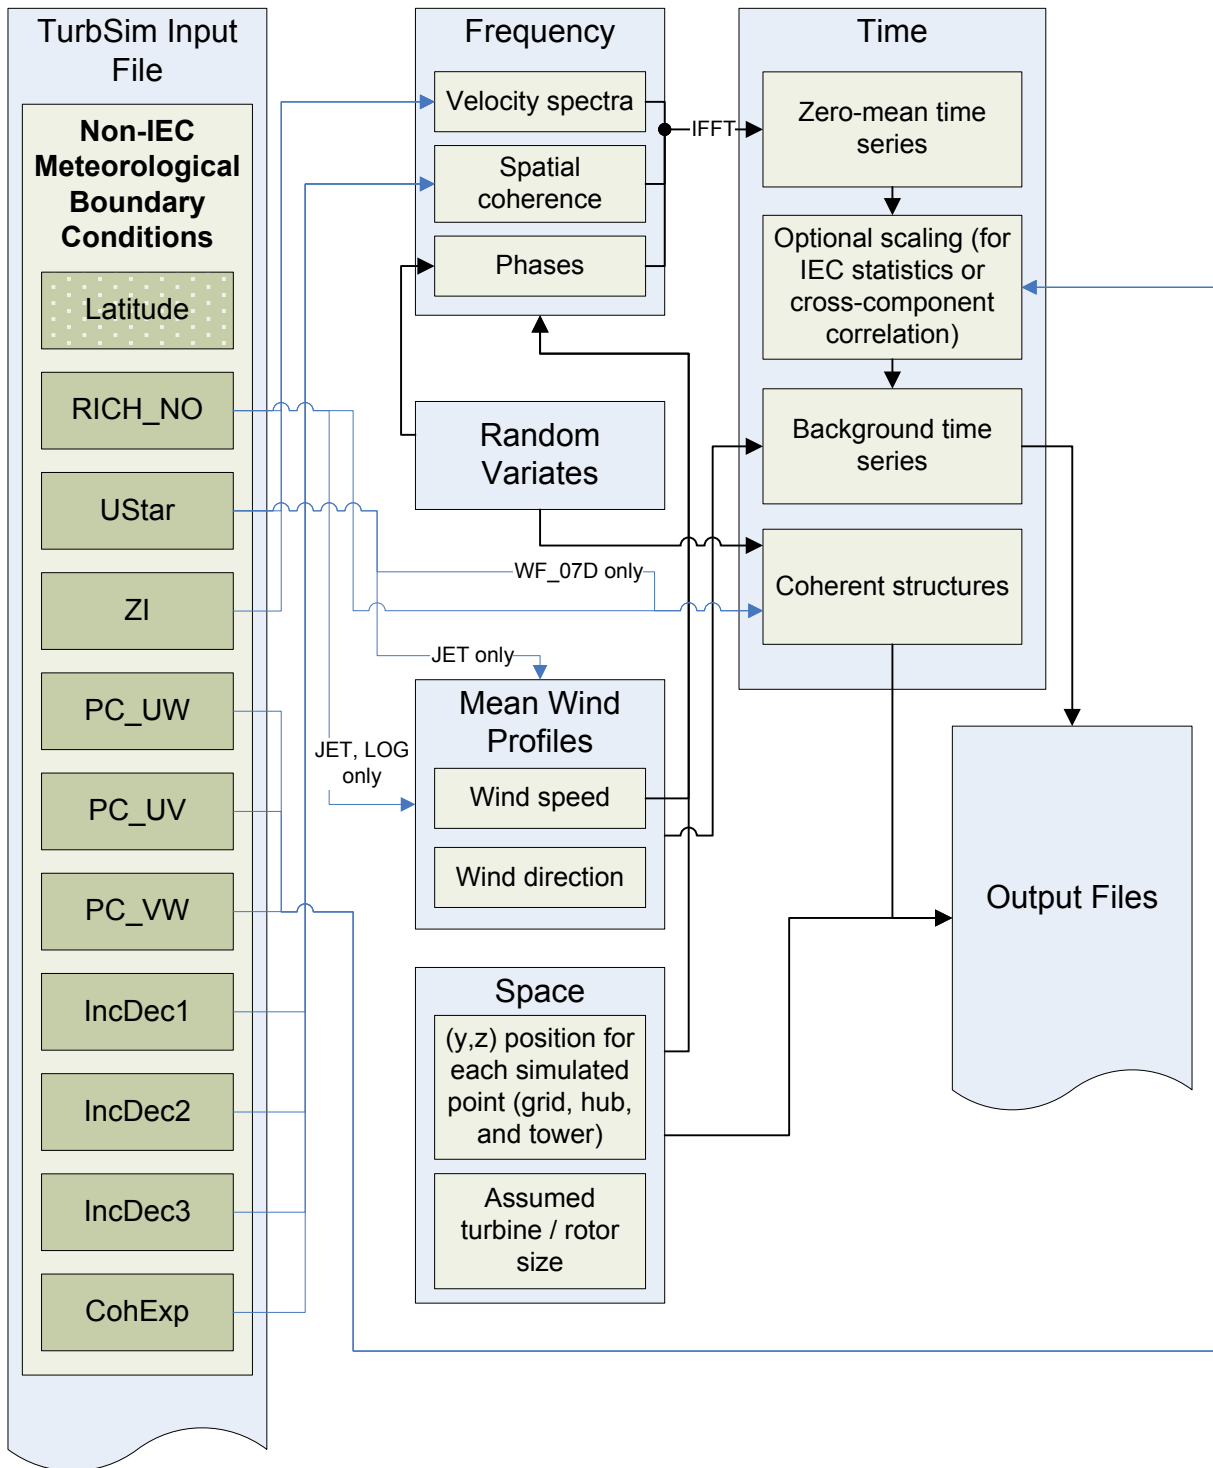 TurbSim Input
File
Non-IEC
Meteorological
Boundary
Conditions
Latitude
RICH_NO
UStar
ZI
PC_UW
PC_UV
PC_VW
IncDec1
IncDec2
IncDec3
CohExp
Frequency
Velocity spectra
Spatial
coherence
Phases
IFFT
Random
Variates
WF_07D only
JET only
JET, LOG
only
Mean Wind
Profiles
Wind speed
Wind direction
Space
(y,z) position for
each simulated
point (grid, hub,
and tower)
Assumed
turbine / rotor
size
Time
Zero-mean time
series
Optional scaling (for
IEC statistics or
cross-component
correlation)
Background time
series
Coherent structures
Output Files